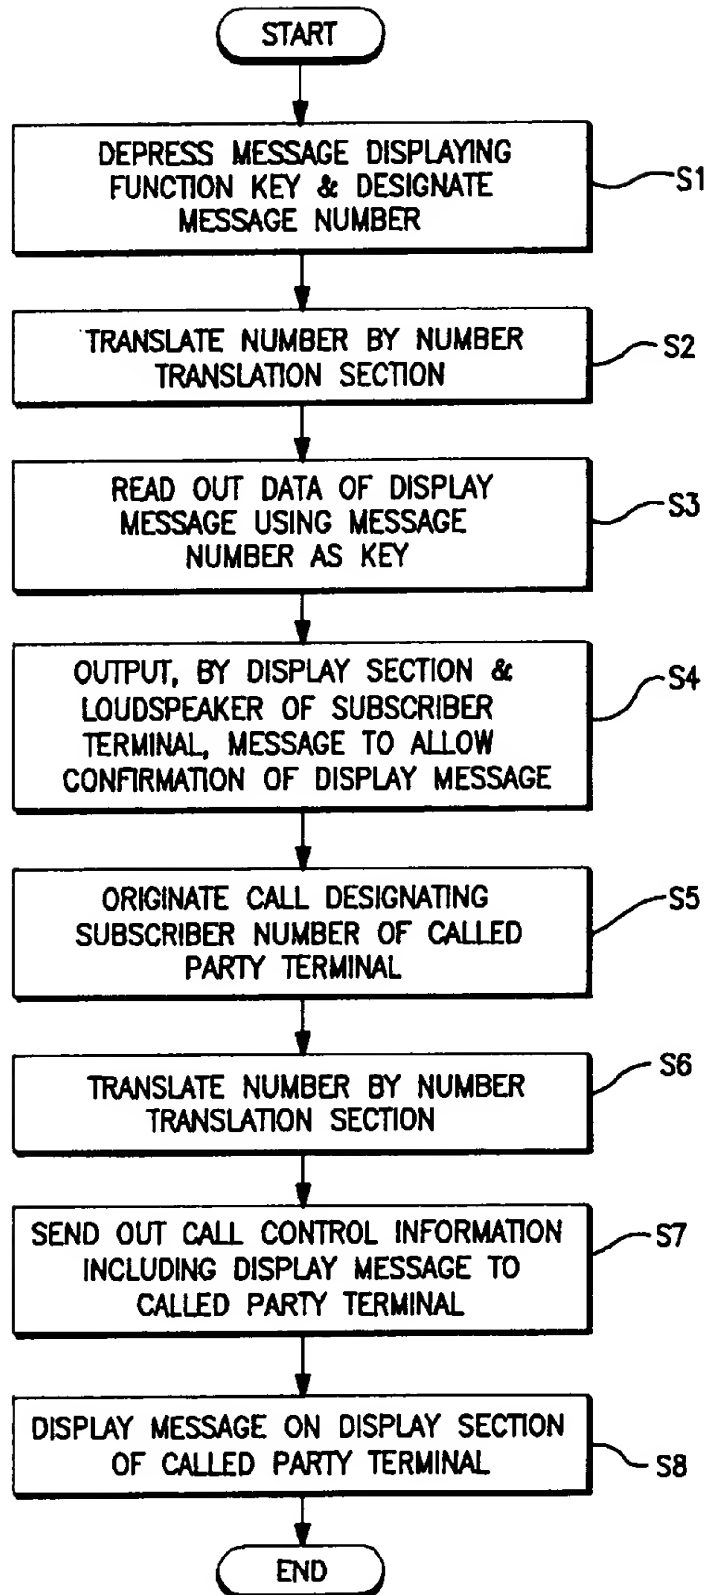 START
DEPRESS MESSAGE DISPLAYING
FUNCTION KEY & DESIGNATE
MESSAGE NUMBER
S1
TRANSLATE NUMBER BY NUMBER
TRANSLATION SECTION
S2
READ OUT DATA OF DISPLAY
MESSAGE USING MESSAGE
NUMBER AS KEY
S3
OUTPUT, BY DISPLAY SECTION &
LOUDSPEAKER OF SUBSCRIBER
TERMINAL, MESSAGE TO ALLOW
CONFIRMATION OF DISPLAY MESSAGE
S4
ORIGINATE CALL DESIGNATING
SUBSCRIBER NUMBER OF CALLED
PARTY TERMINAL
S5
TRANSLATE NUMBER BY NUMBER
TRANSLATION SECTION
S6
SEND OUT CALL CONTROL INFORMATION
INCLUDING DISPLAY MESSAGE TO
CALLED PARTY TERMINAL
S7
DISPLAY MESSAGE ON DISPLAY SECTION
OF CALLED PARTY TERMINAL
S8
END